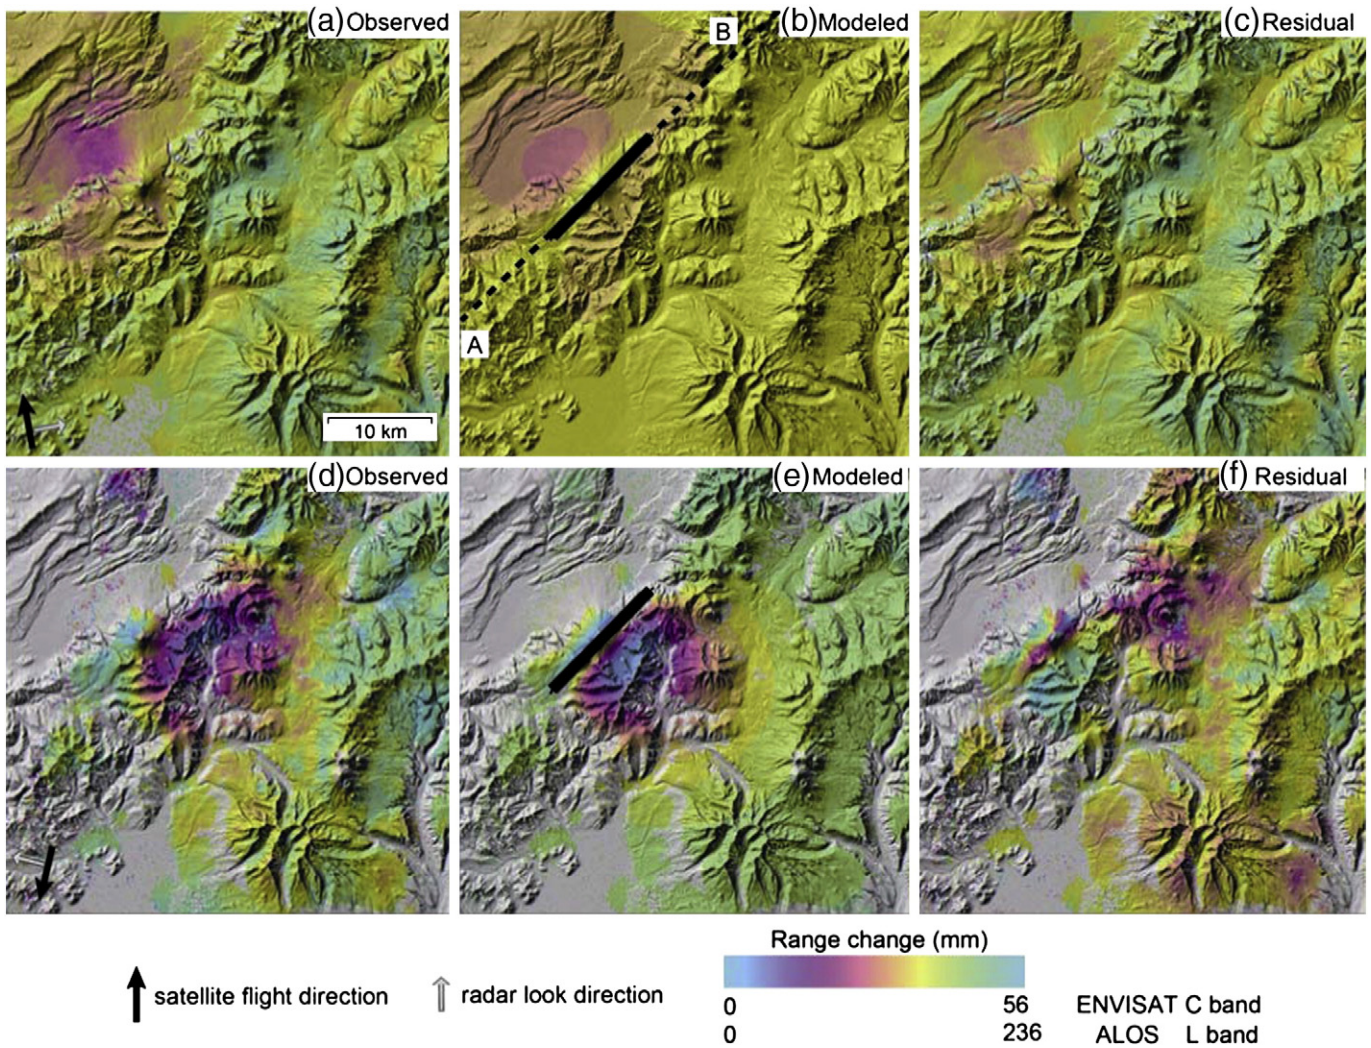 (a) Observed
B (b) Modeled
(c) Residual
A
10 km
(d) Observed
(e) Modeled
(f) Residual
Range change (mm)
satellite flight direction
radar look direction
0 56 ENVISAT C band
0 236 ALOS L band